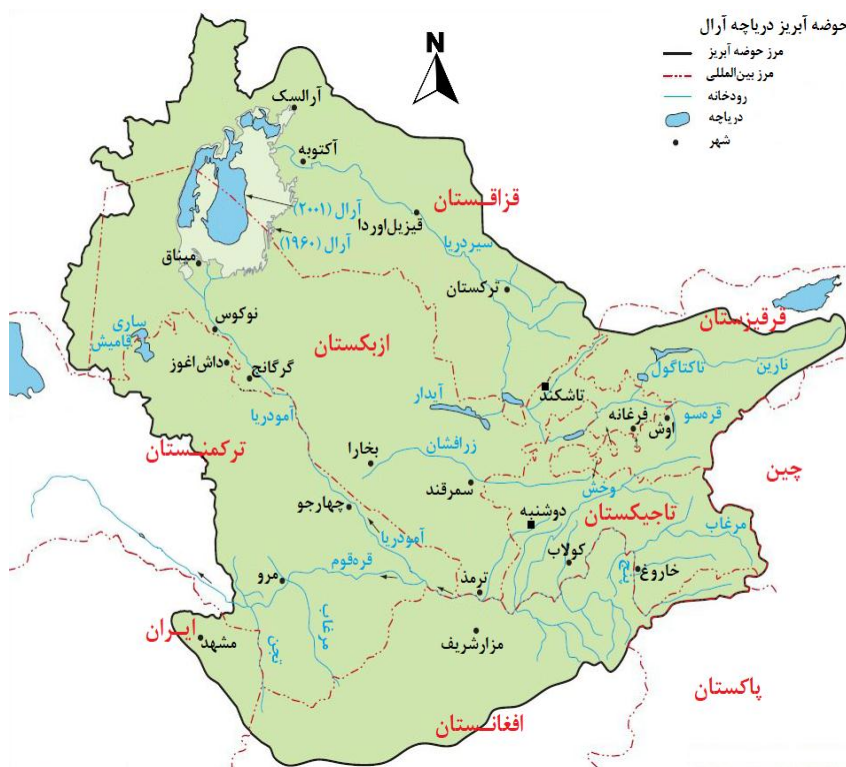 حوضه آبریز دریاچه آرال
مرز حوضه آبریز
مرز بین‌المللی
رودخانه
دریاچه
شهر
N
آرالسک
آکتوبه
قزاقستان
آرال (۲۰۰۱)
قیزیل‌اوردا
آرال (۱۹۶۰)
سیردریا
میناق
ترکستان
نوکوس
قرقیزستان
ساری
قامیش
ازبکستان
داش‌اغوز
گرگانج
تاکتاگول
نارین
تاشکند
آیدار
آمودریا
فرغانه
اوش
قره‌سو
ترکمنستان
بخارا
زرافشان
چین
سمرقند
وخش
چهارجو
دوشنبه
تاجیکستان
مرغاب
آمودریا
کولاب
قره‌قوم
پنج
خاروغ
مرو
ترمذ
ایران
مشهد
تجن
مرغاب
مزارشریف
پاکستان
افغانستان